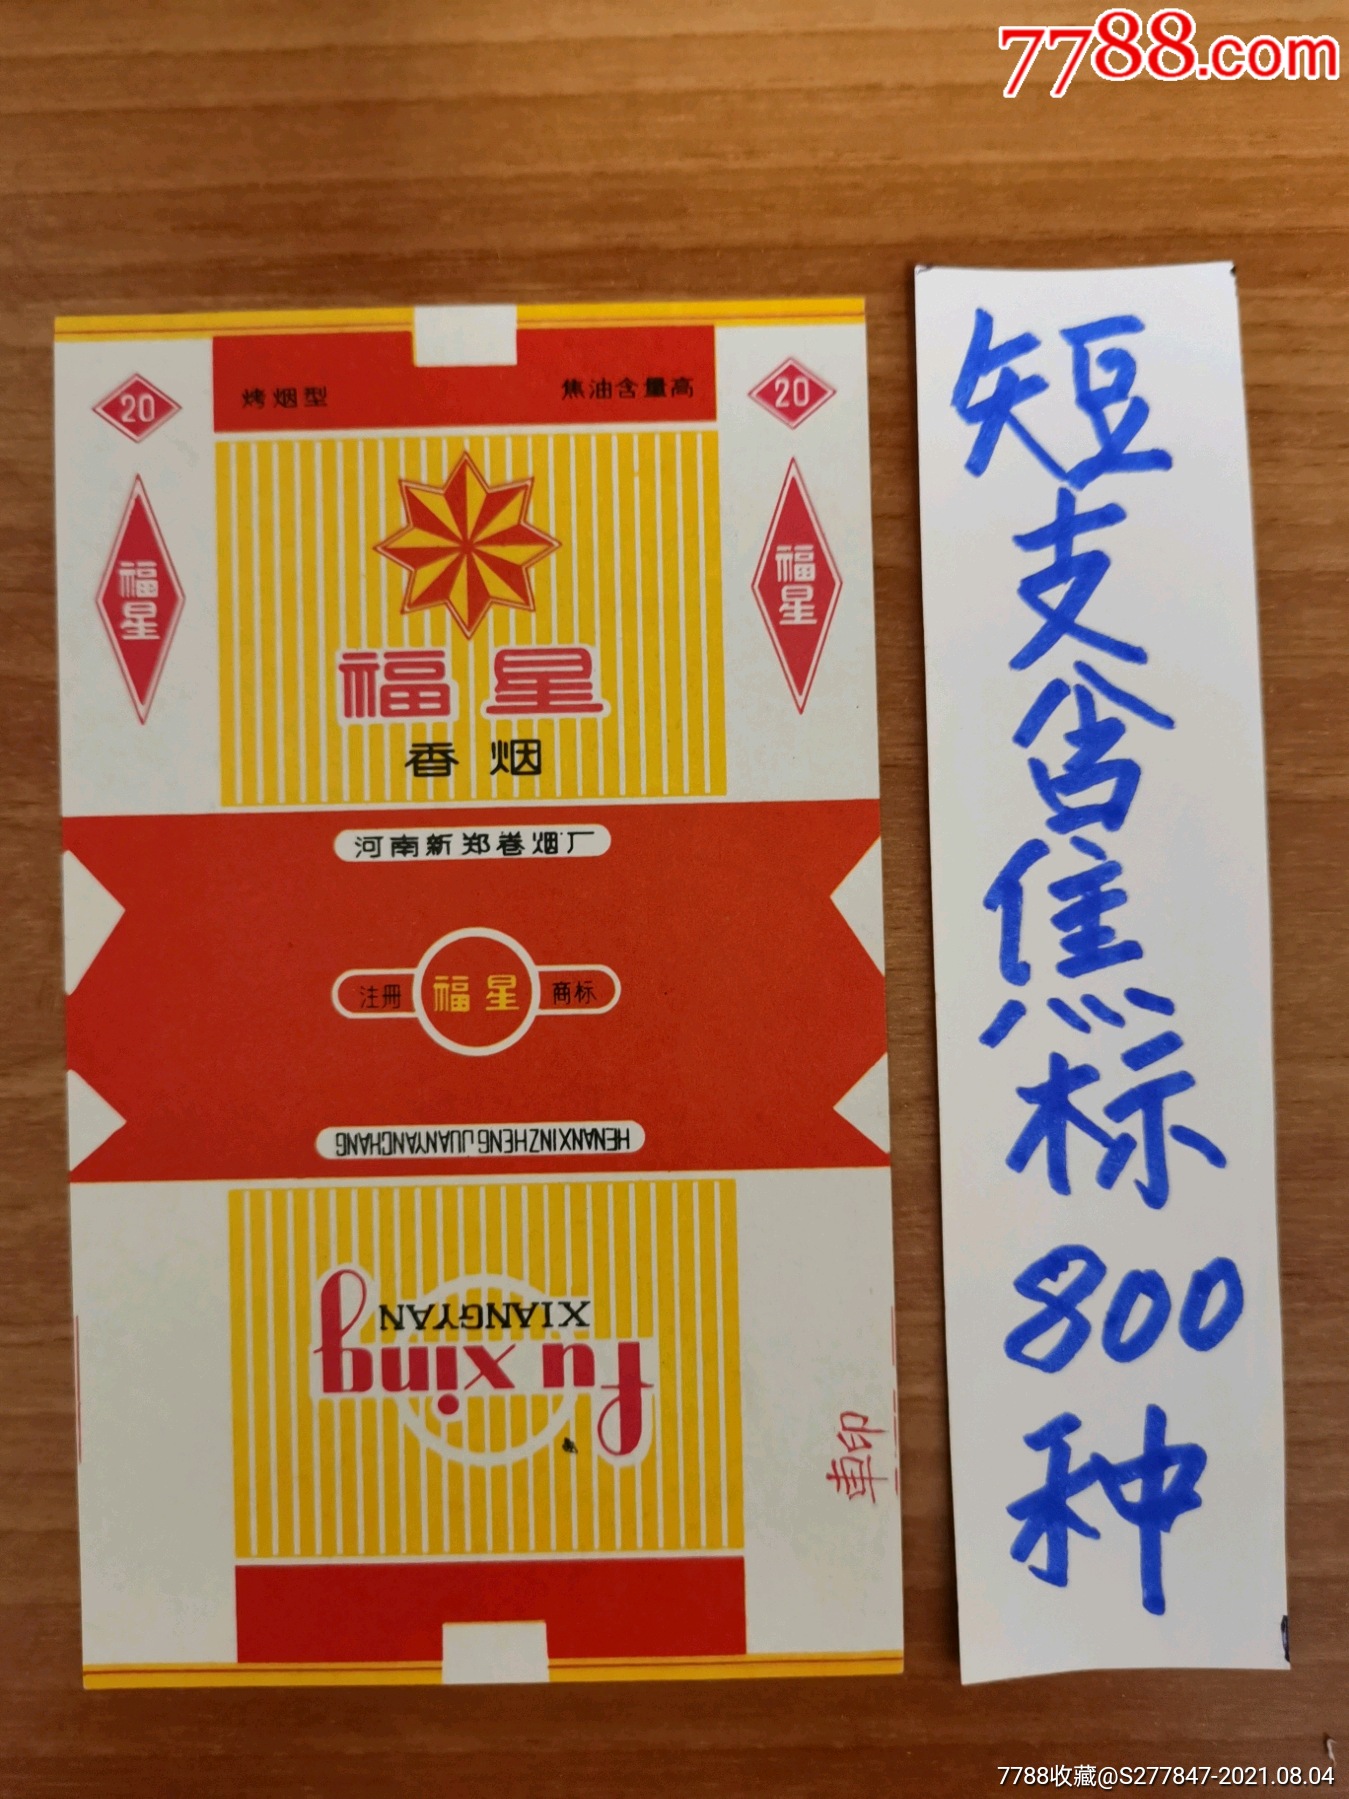 7788.com
20
20
烤烟型
焦油含量高
福星
福星
福星
香烟
河南新郑卷烟厂
注册
福星
商标
HENANXINZHENGJUANYANCHANG
fu xing
XIANGYAN
短支含焦标800种
7788收藏@S277847-2021.08.04